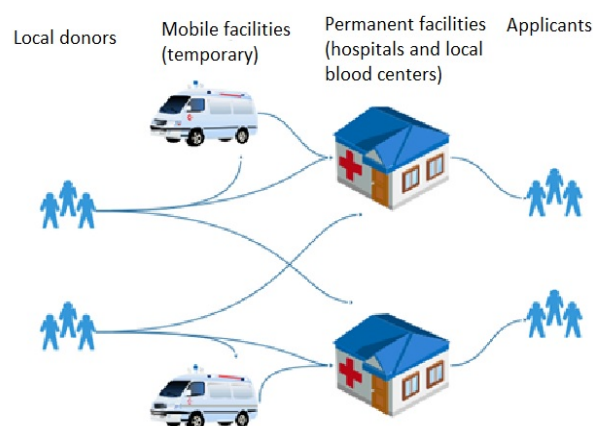 Local donors
Mobile facilities
(temporary)
Permanent facilities
(hospitals and local
blood centers)
Applicants